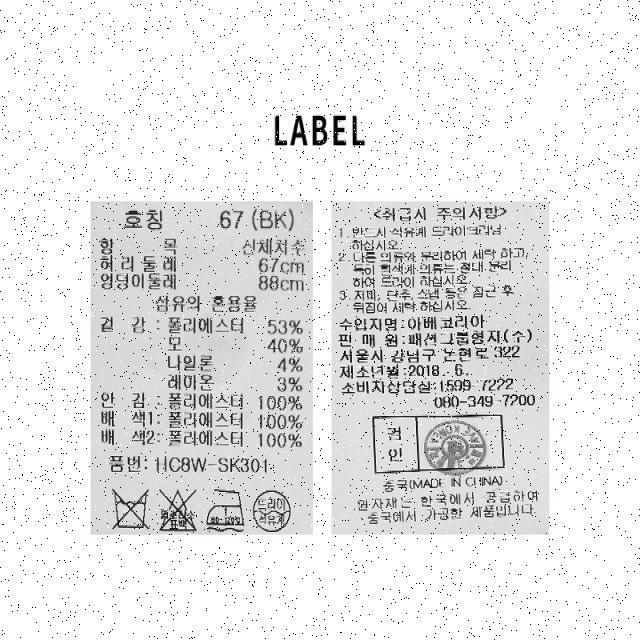 LABEL
호칭 67 (BK)
항 목 신체치수
허리둘레 67cm
엉덩이둘레 88cm
섬유의 혼용율
겉 감 : 폴리에스터 53%
모 40%
나일론 4%
레이온 3%
안 감 : 폴리에스터 100%
배 색1: 폴리에스터 100%
배 색2: 폴리에스터 100%
품번: HC8W-SK301
드라이
석유계
80~120℃
표백
<취급시 주의사항>
1. 반드시 석유계 드라이크리닝
하십시오.
2. 다른 의류와 분리하여 세탁 하고,
특히 흰색계 의류는 절대 분리
하여 드라이 하십시오.
3. 지퍼, 단추, 스냅 등은 잠근 후
뒤집어 세탁 하십시오.
수입자명:아배코리아
판 매 원:패션그룹형지(수)
서울시 강남구 논현로 322
제조년월:2018. 6.
소비자상담실:1599-7222
080-349-7200
검
인
중국(MADE IN CHINA)
원자재는 한국에서 공급하여
중국에서 가공한 제품입니다.